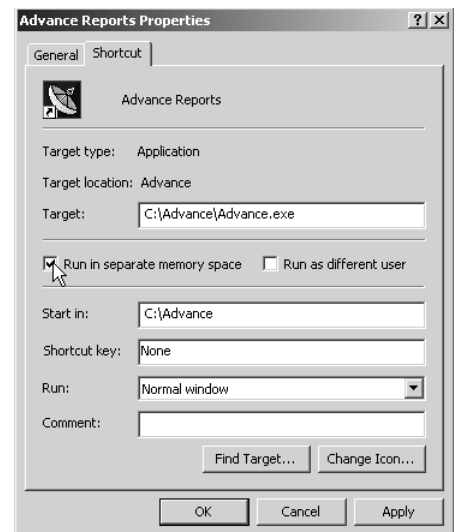 Advance Reports Properties ? ×
General Shortcut
Advance Reports
Target type: Application
Target location: Advance
Target: C:\Advance\Advance.exe
Run in separate memory space Run as different user
Start in: C:\Advance
Shortcut key: None
Run: Normal window
Comment:
Find Target... Change Icon...
OK Cancel Apply